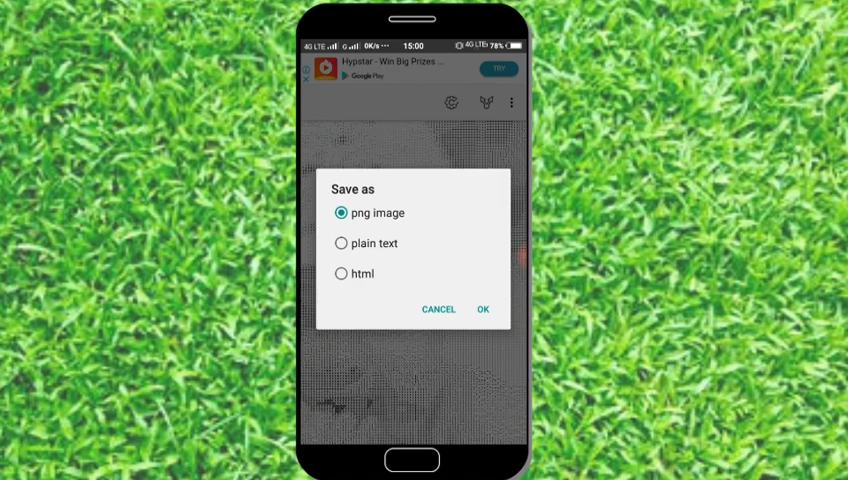 4G LTE G 0K/s ··· 15:00 4G LTE 78%
Hypstar - Win Big Prizes ...
Google Play
TRY
Save as
png image
plain text
html
CANCEL OK